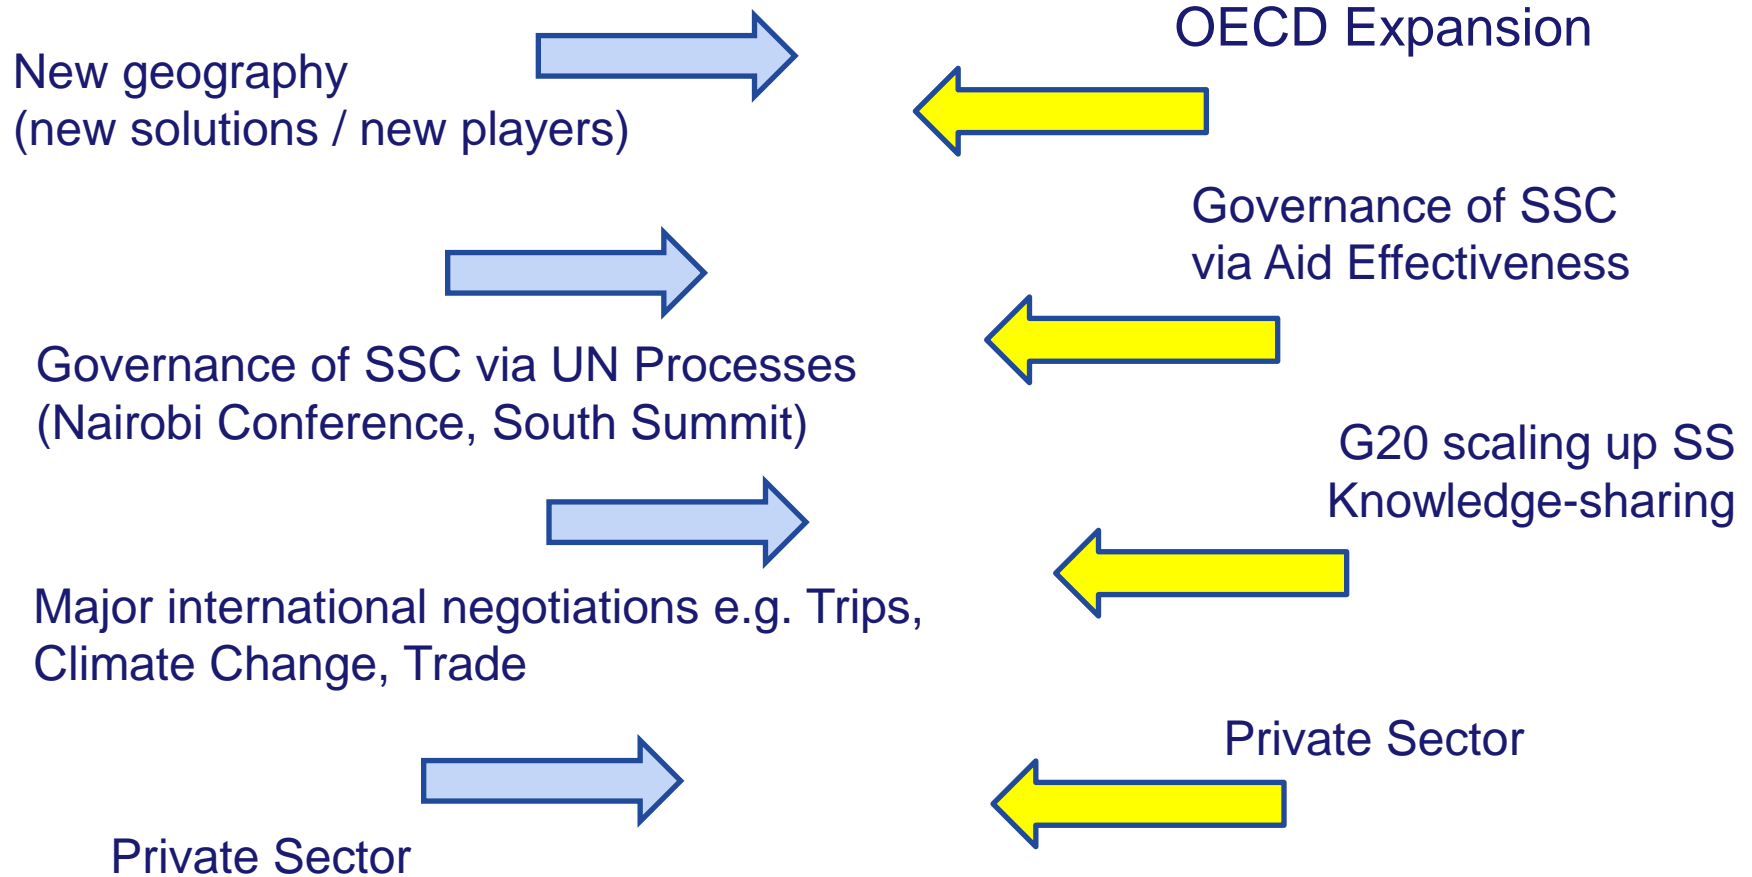 OECD Expansion
New geography
(new solutions / new players)
Governance of SSC
via Aid Effectiveness
Governance of SSC via UN Processes
(Nairobi Conference, South Summit)
G20 scaling up SS
Knowledge-sharing
Major international negotiations e.g. Trips,
Climate Change, Trade
Private Sector
Private Sector